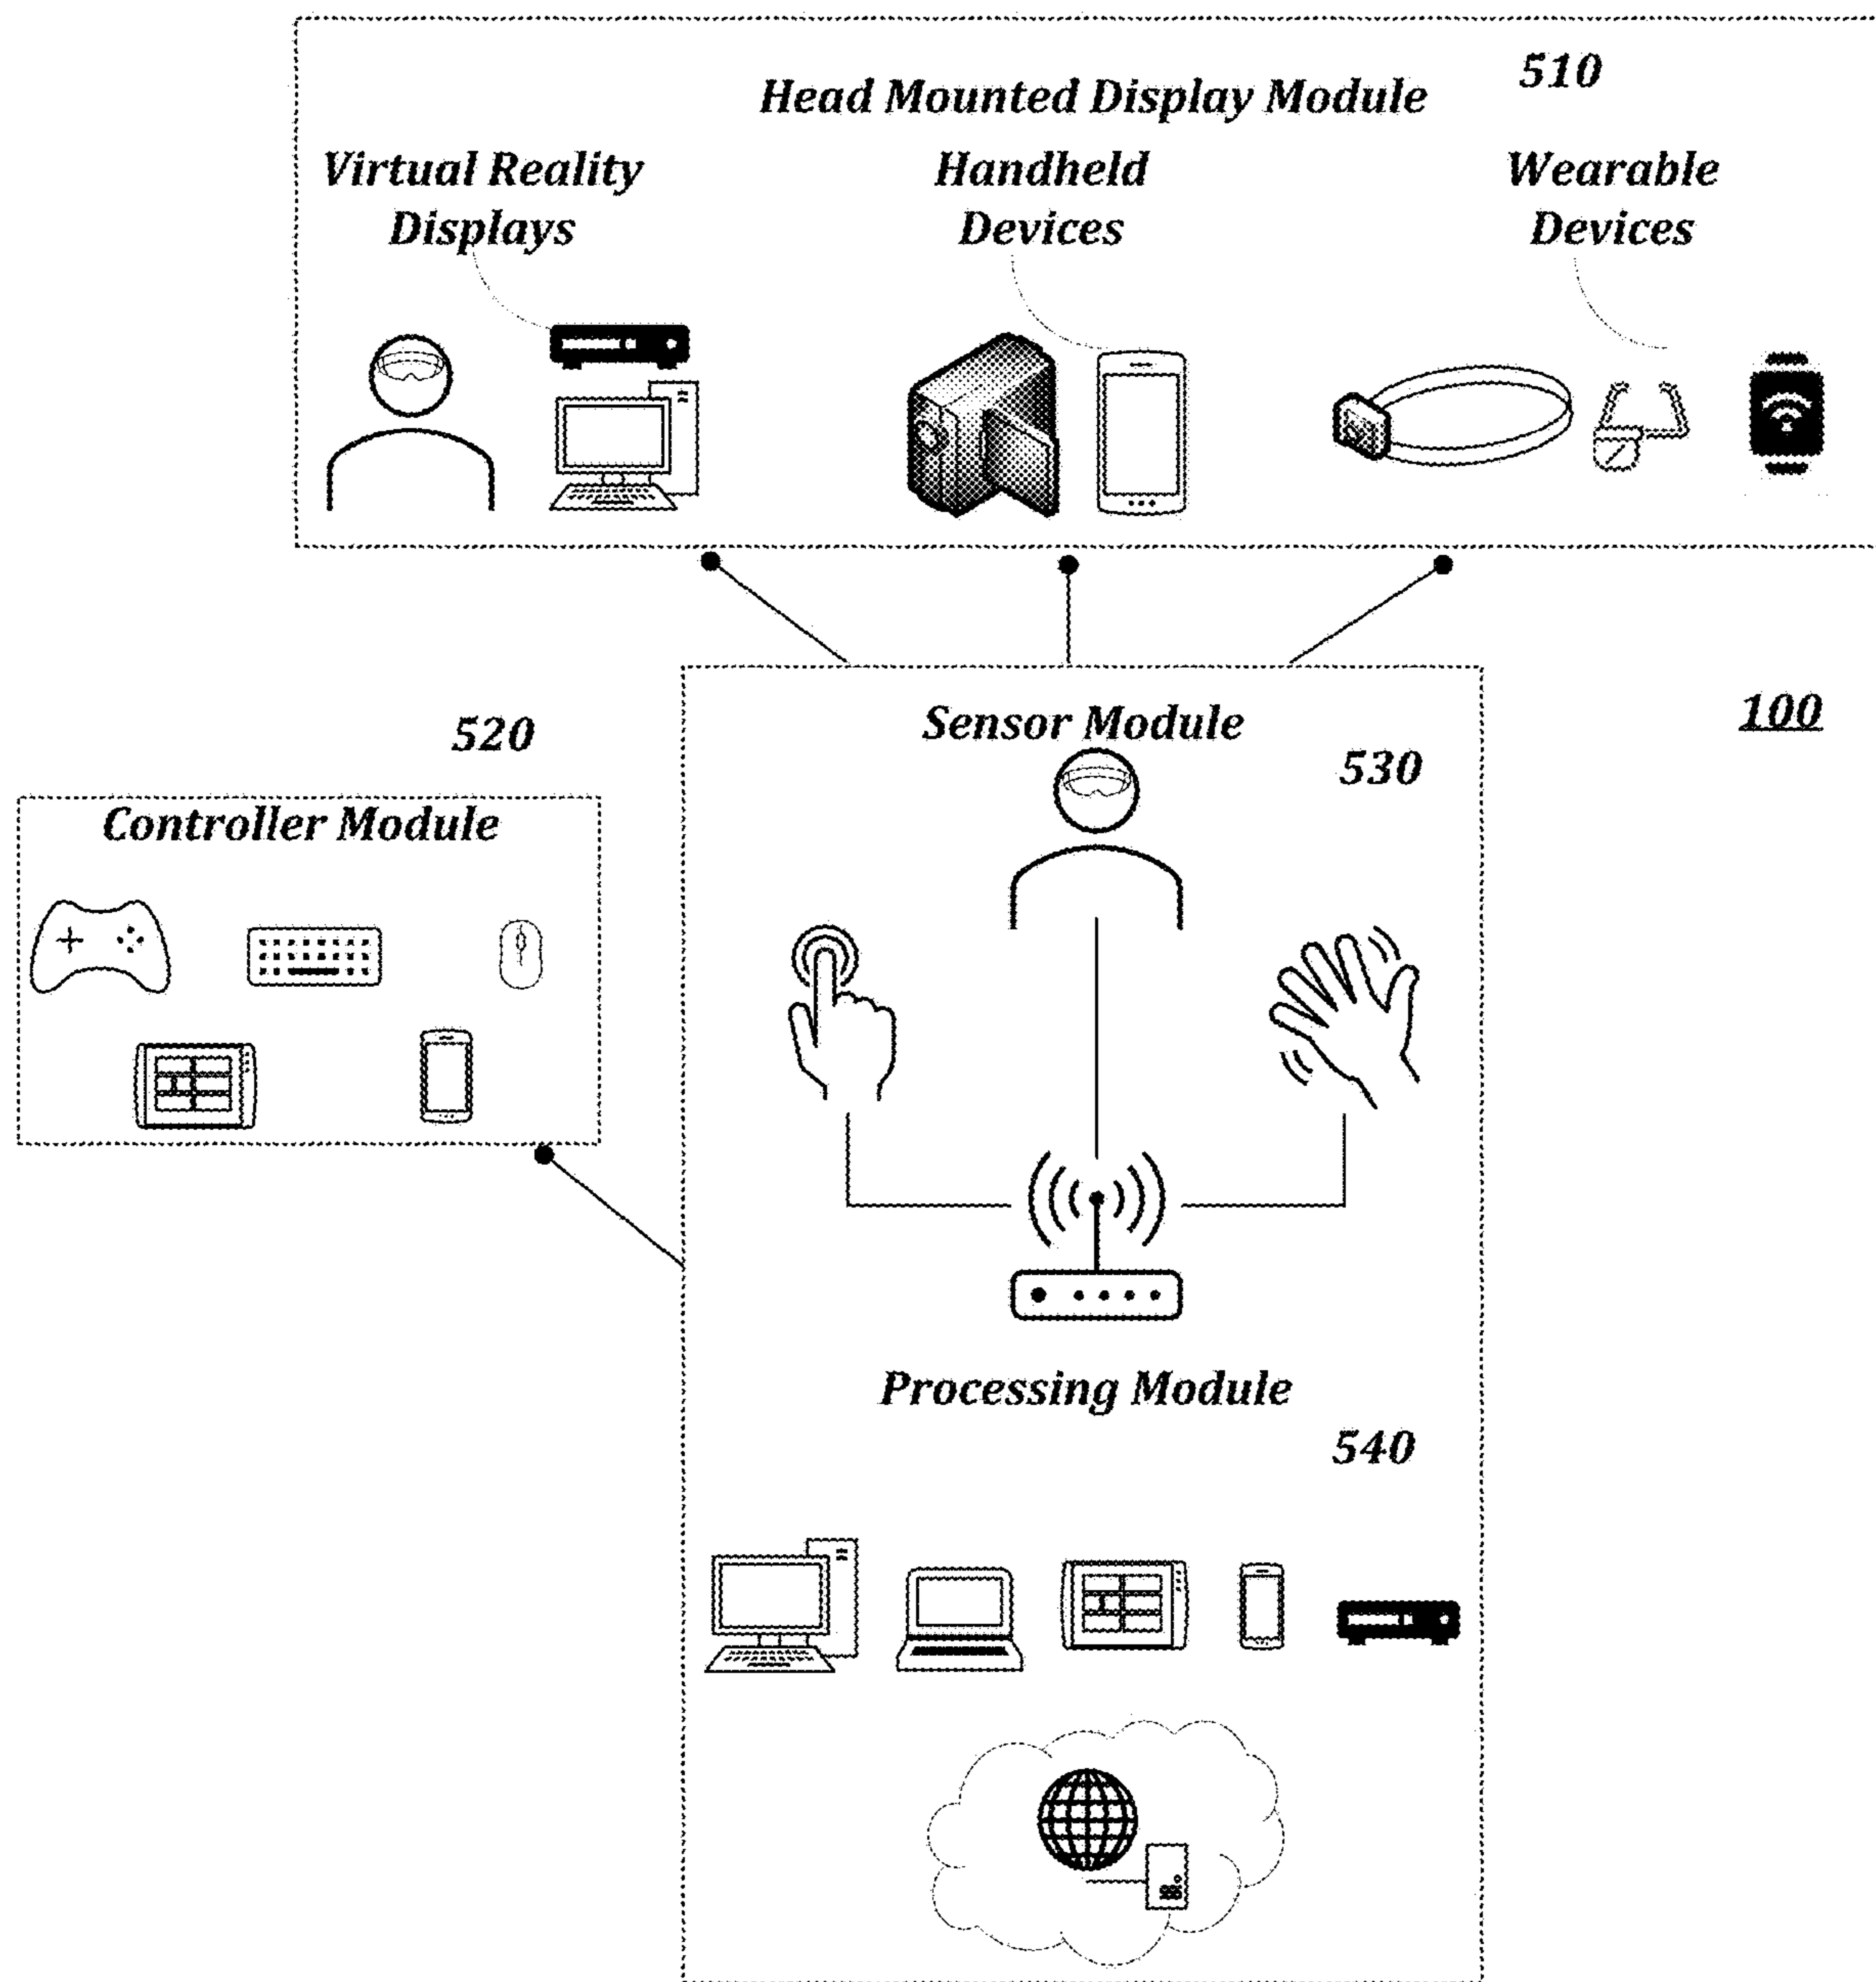 510
Head Mounted Display Module
Virtual Reality
Displays
Handheld
Devices
Wearable
Devices
100
520
Controller Module
Sensor Module
530
Processing Module
540